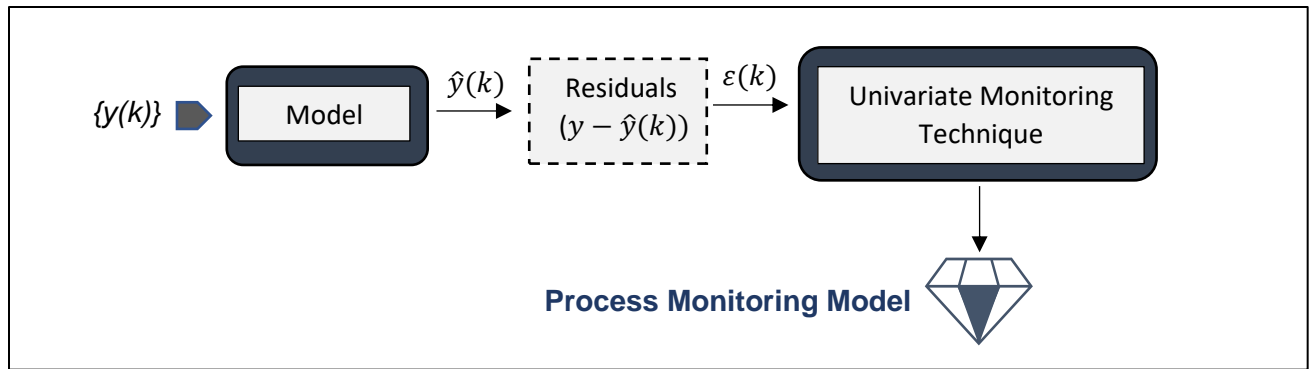 {y(k)}
Model
ŷ(k)
Residuals
(y − ŷ(k))
ε(k)
Univariate Monitoring
Technique
Process Monitoring Model